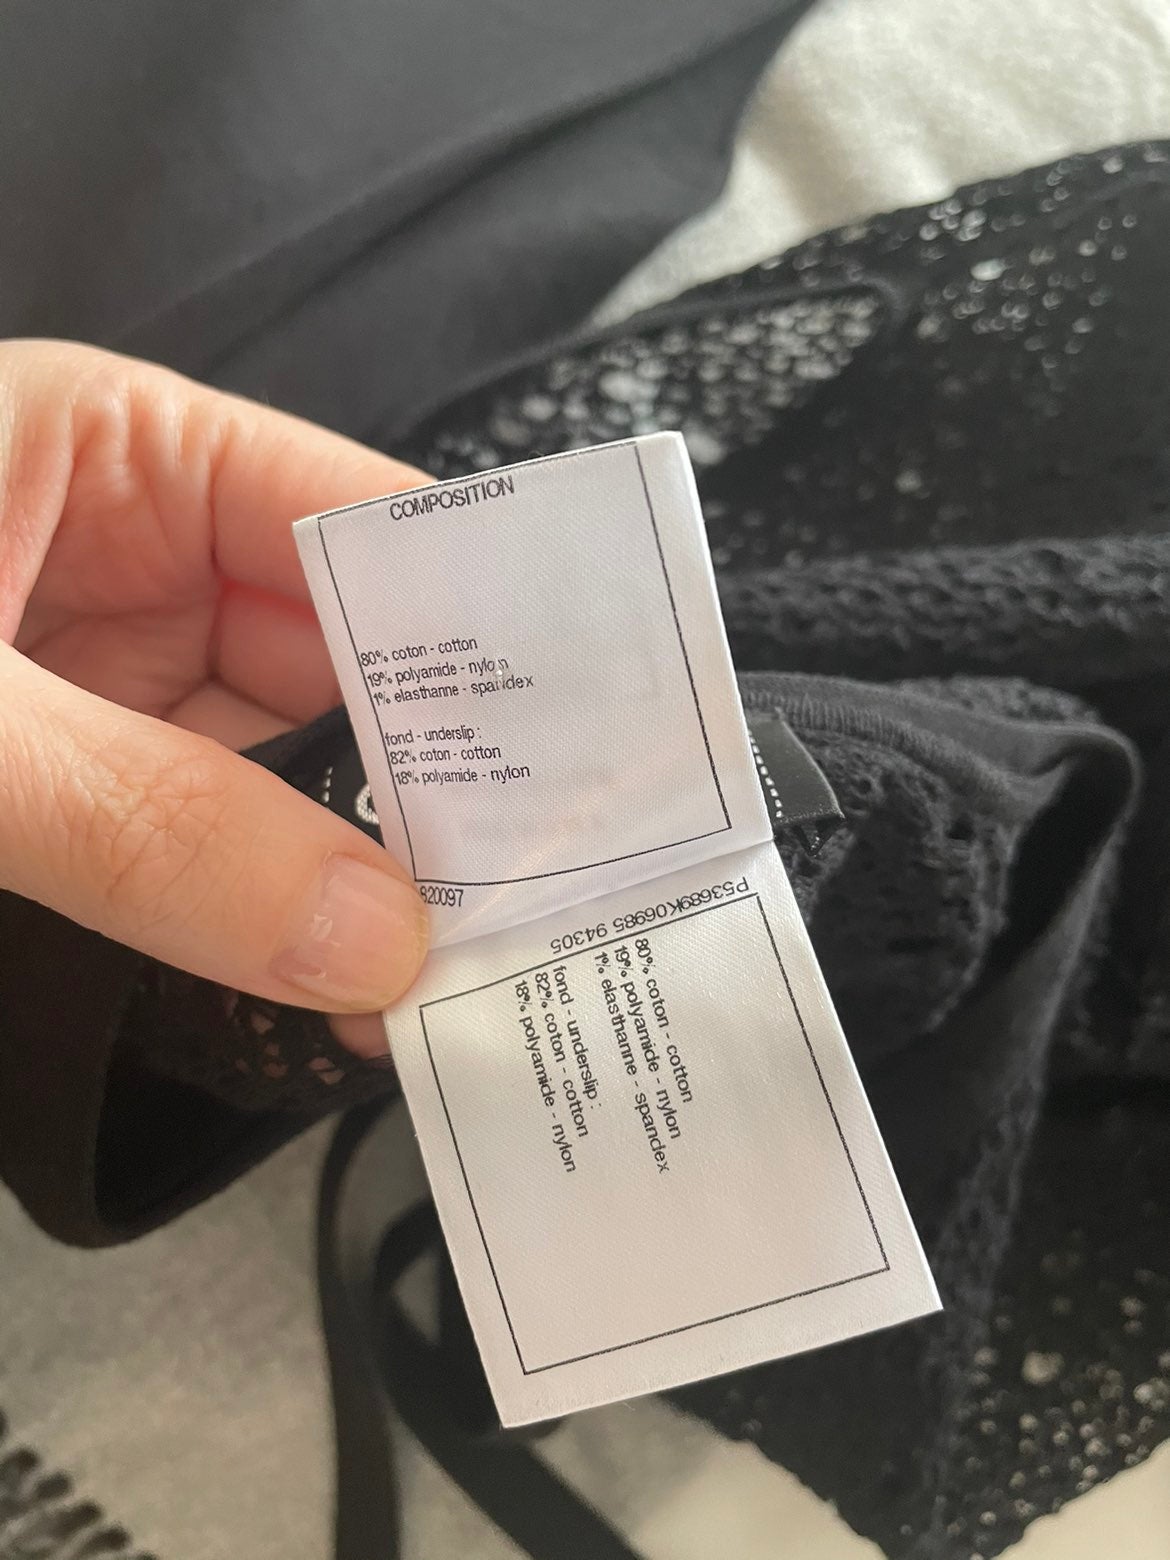 COMPOSITION
80% coton - cotton
19% polyamide - nylon
1% elasthanne - spandex
fond - underslip :
82% coton - cotton
18% polyamide - nylon
820097
P53689K06985 94305
80% coton - cotton
19% polyamide - nylon
1% elasthanne - spandex
fond - underslip :
82% coton - cotton
18% polyamide - nylon